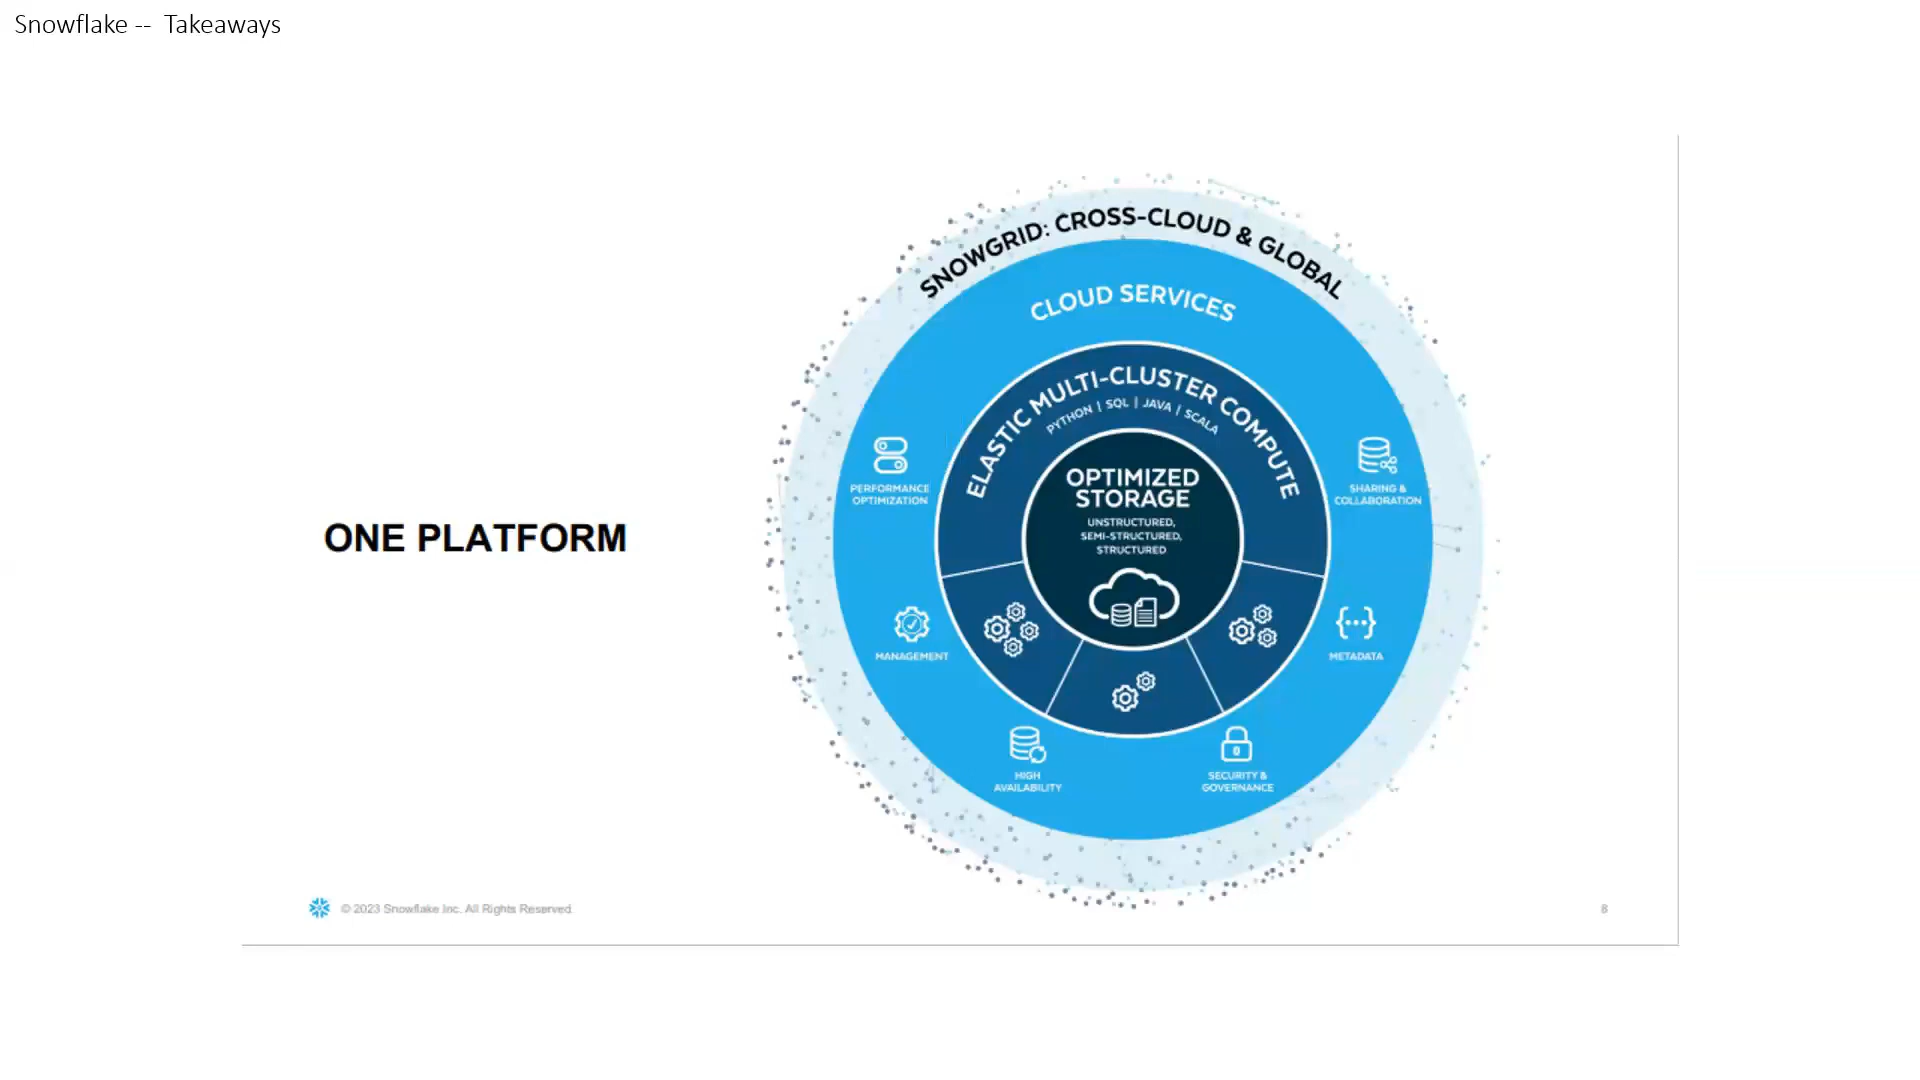 Snowflake -- Takeaways
SNOWGRID: CROSS-CLOUD & GLOBAL
CLOUD SERVICES
ELASTIC MULTI-CLUSTER COMPUTE
PYTHON | SQL | JAVA | SCALA
OPTIMIZED
STORAGE
UNSTRUCTURED,
SEMI-STRUCTURED,
STRUCTURED
PERFORMANCE
OPTIMIZATION
SHARING &
COLLABORATION
ONE PLATFORM
MANAGEMENT
METADATA
HIGH
AVAILABILITY
SECURITY &
GOVERNANCE
© 2023 Snowflake Inc. All Rights Reserved
8